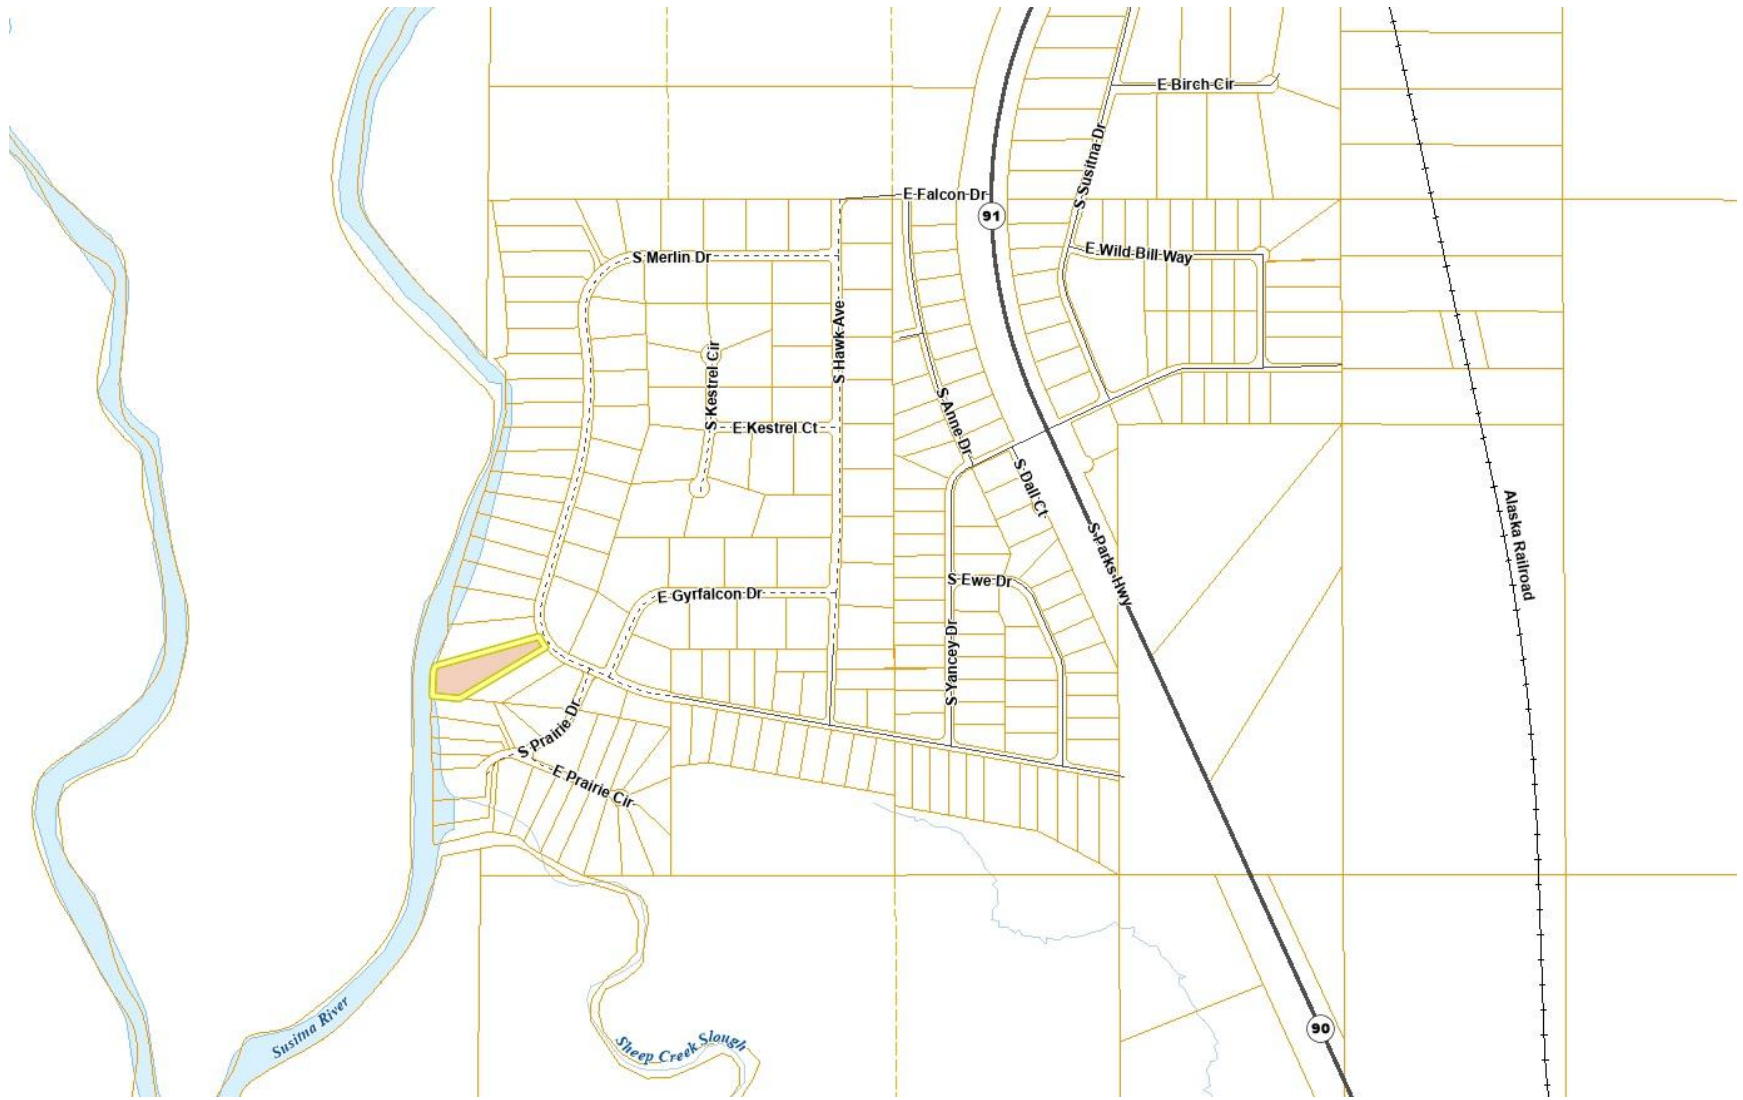 E Birch Cir
S Susitna Dr
E Falcon Dr
91
E Wild Bill Way
S Merlin Dr
S Hawk Ave
S Kestrel Cir
E Kestrel Ct
S Anne Dr
S Dall Ct
S Parks Hwy
Alaska Railroad
S Ewe Dr
E Gyrfalcon Dr
S Yancey Dr
S Prairie Dr
E Prairie Cir
Susitna River
Sheep Creek Slough
90